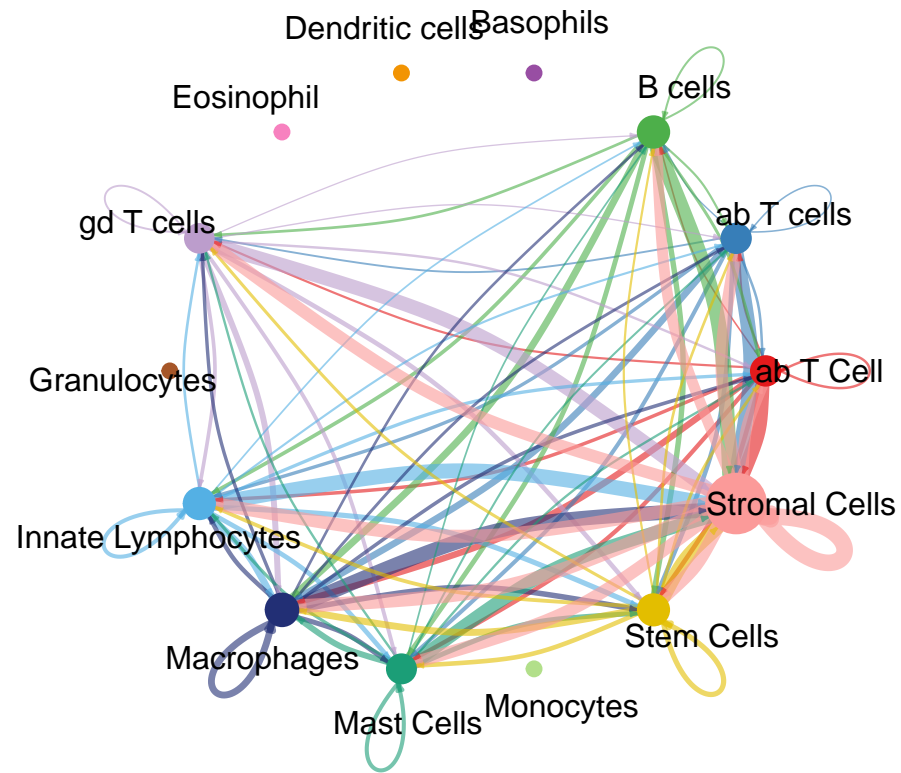 Dendritic cells
Basophils
B cells
Eosinophil
ab T cells
gd T cells
ab T Cell
Granulocytes
Stromal Cells
Innate Lymphocytes
Stem Cells
Macrophages
Monocytes
Mast Cells